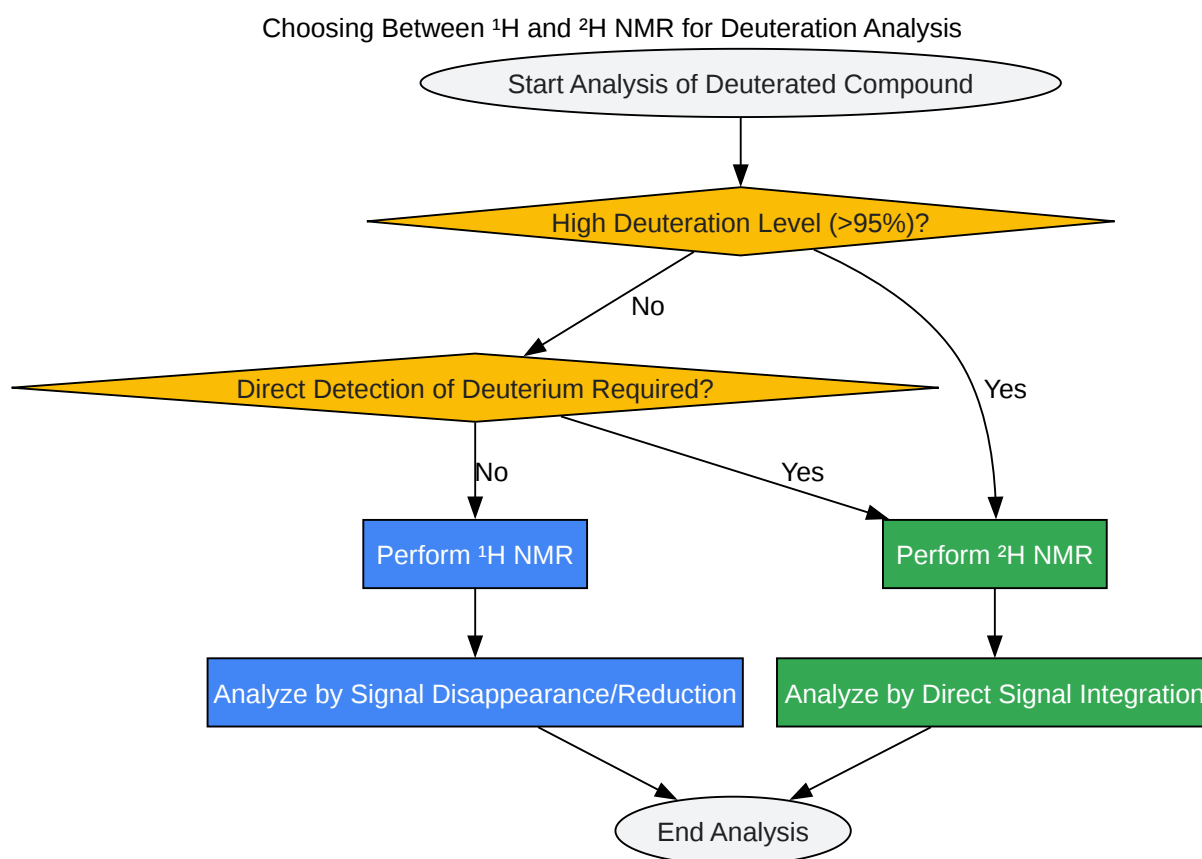 Choosing Between ¹H and ²H NMR for Deuteration Analysis
Start Analysis of Deuterated Compound
High Deuteration Level (>95%)?
No
Direct Detection of Deuterium Required?
Yes
No
Yes
Perform ¹H NMR
Perform ²H NMR
Analyze by Signal Disappearance/Reduction
Analyze by Direct Signal Integration
End Analysis